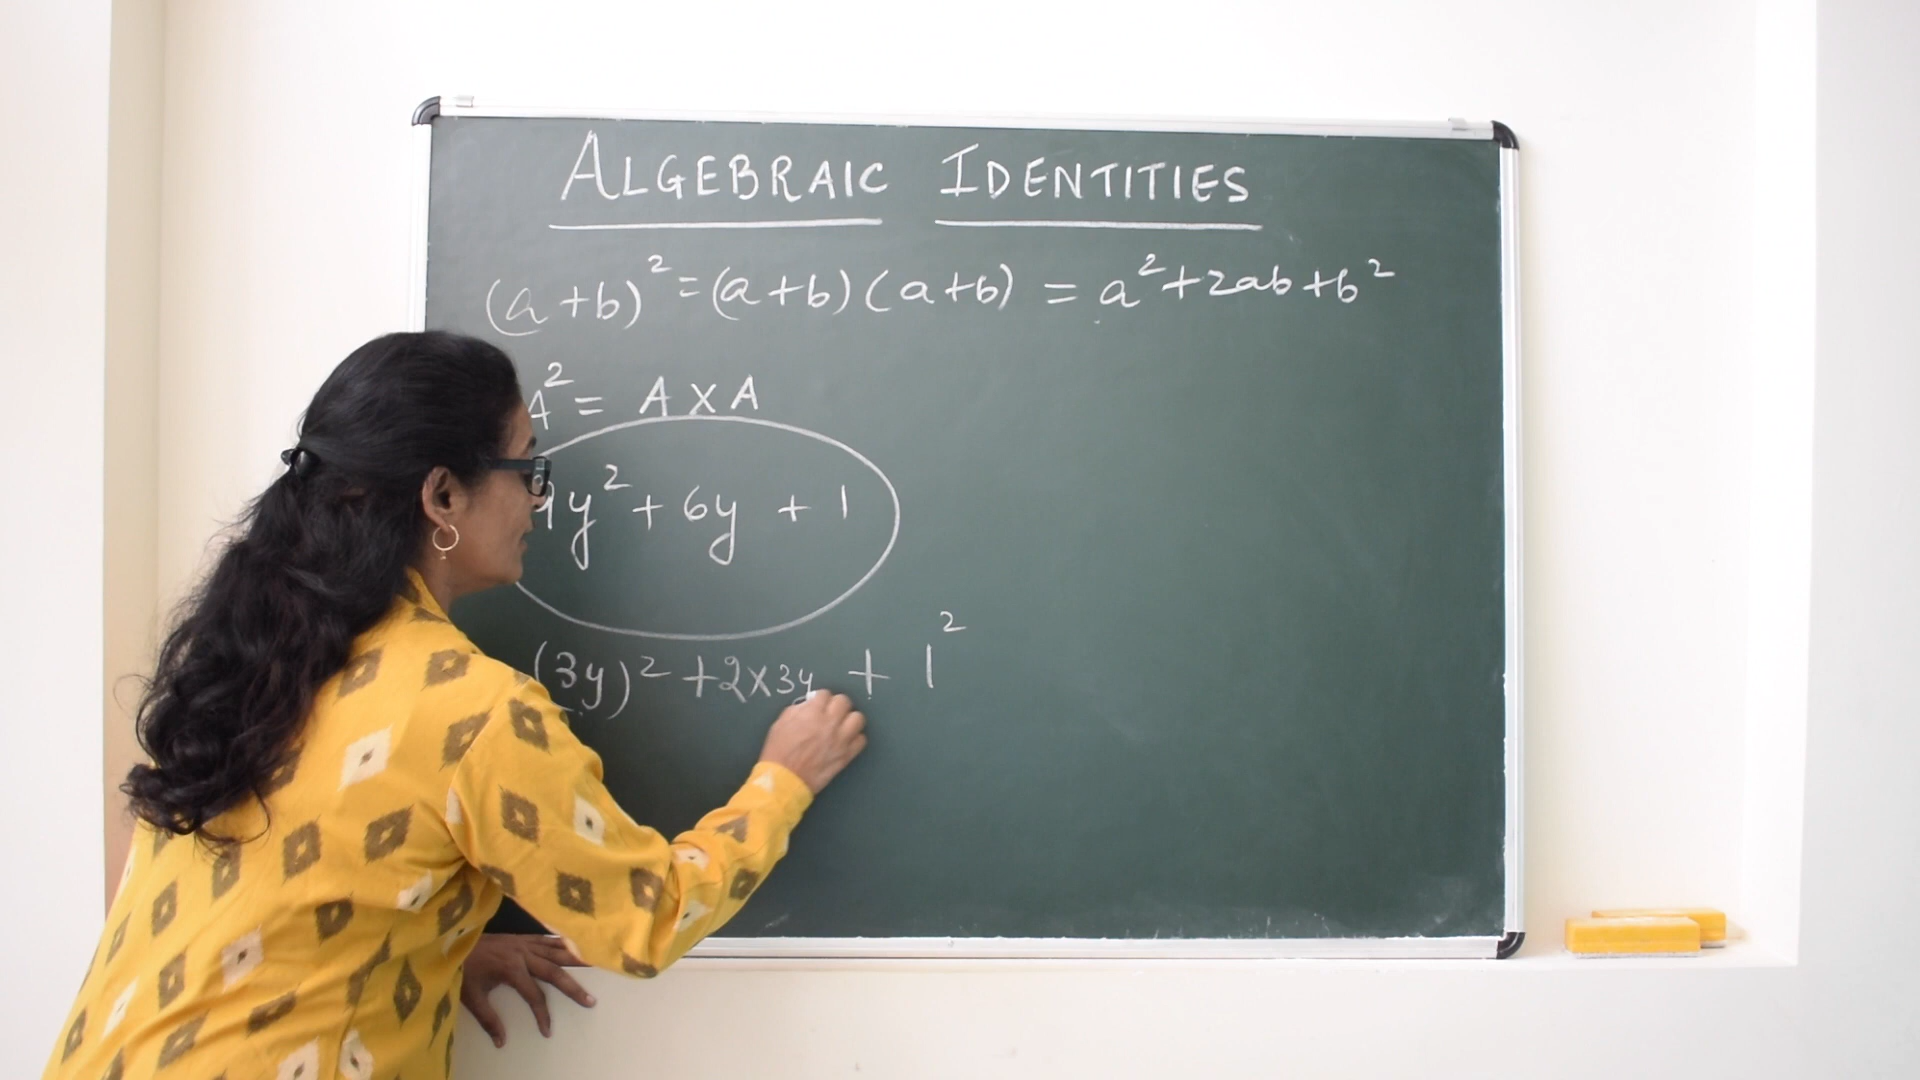 ALGEBRAIC IDENTITIES
(a+b)² = (a+b)(a+b) = a²+2ab+b²
A² = A X A
9y² + 6y + 1
(3y)² + 2x3y + 1²